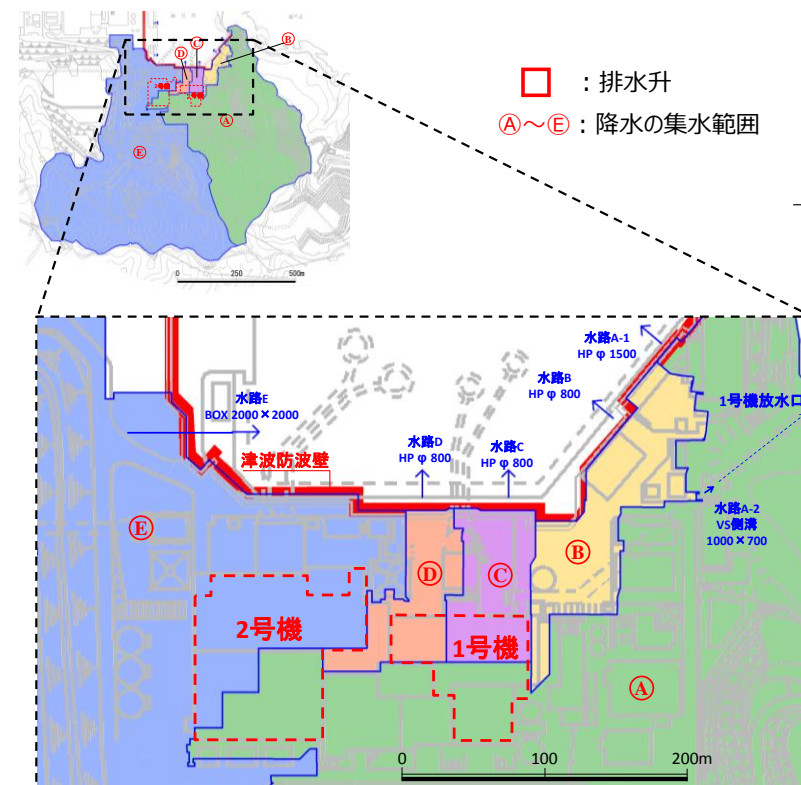 Ⓓ
Ⓒ
Ⓑ
Ⓐ
Ⓔ
0 250 500m
：排水升
Ⓐ～Ⓔ：降水の集水範囲
水路A-1
HP φ 1500
水路B
HP φ 800
水路E
BOX 2000×2000
水路D
HP φ 800
水路C
HP φ 800
1号機放水口
津波防波壁
水路A-2
VS側溝
1000×700
Ⓔ
Ⓓ
Ⓒ
Ⓑ
2号機
1号機
Ⓐ
0 100 200m